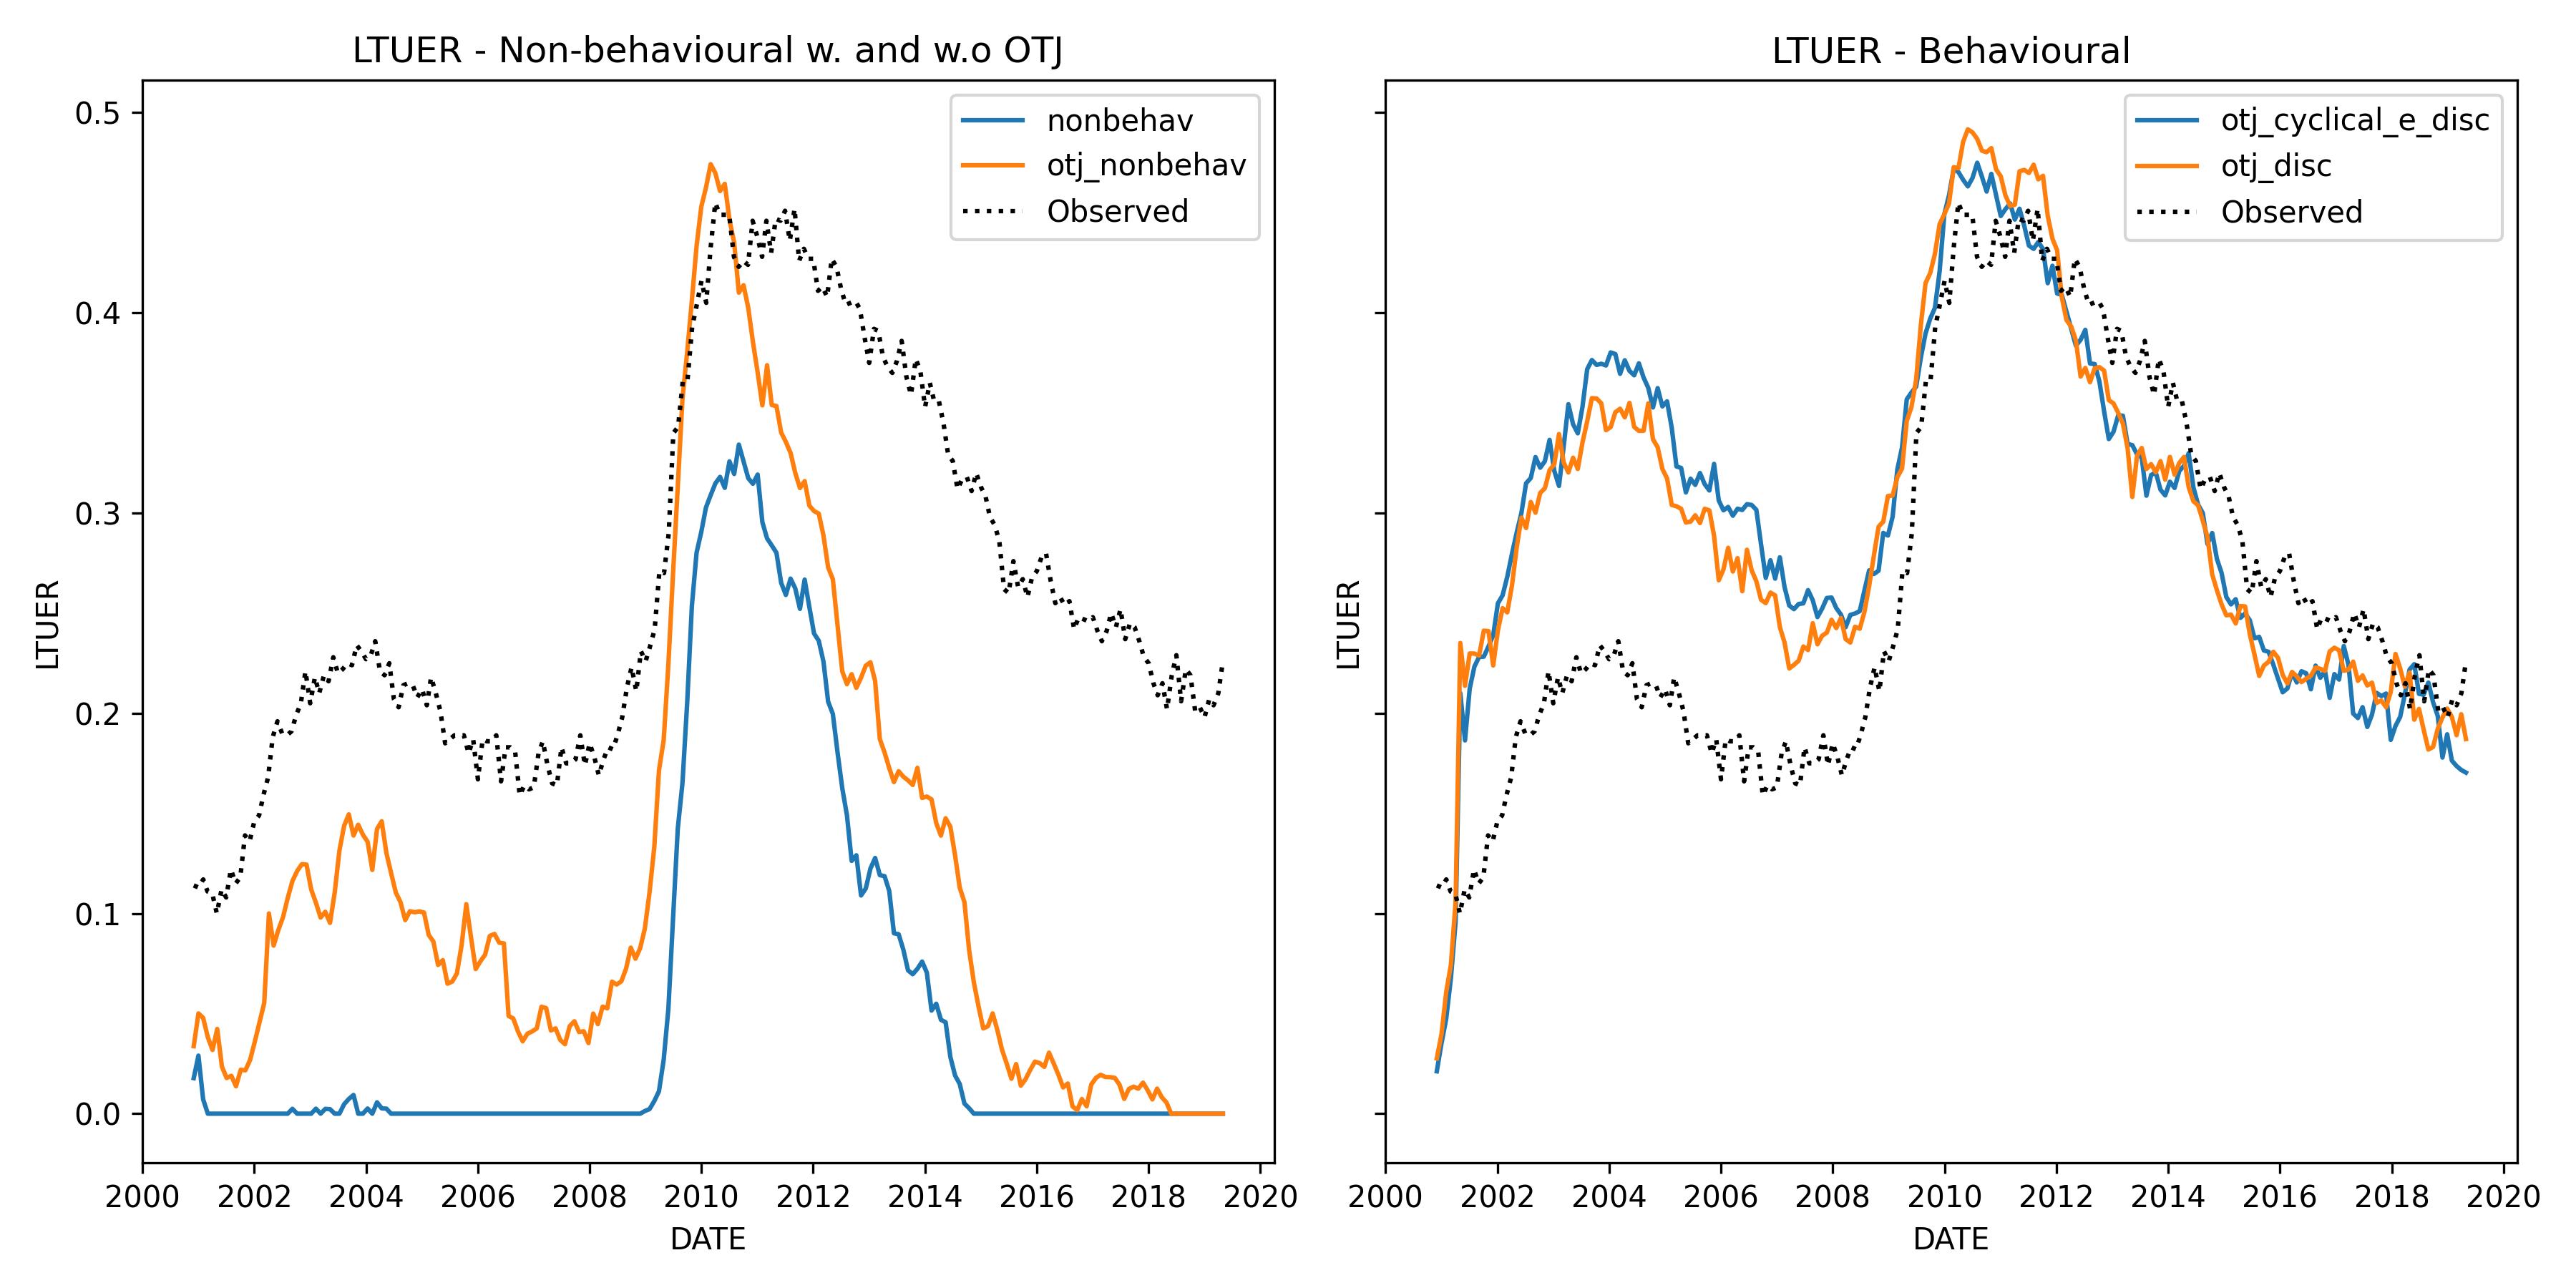 LTUER - Non-behavioural w. and w.o OTJ
nonbehav
otj_nonbehav
Observed
0.5
0.4
0.3
0.2
0.1
0.0
LTUER
2000 2002 2004 2006 2008 2010 2012 2014 2016 2018 2020
DATE
LTUER - Behavioural
otj_cyclical_e_disc
otj_disc
Observed
LTUER
2000 2002 2004 2006 2008 2010 2012 2014 2016 2018 2020
DATE